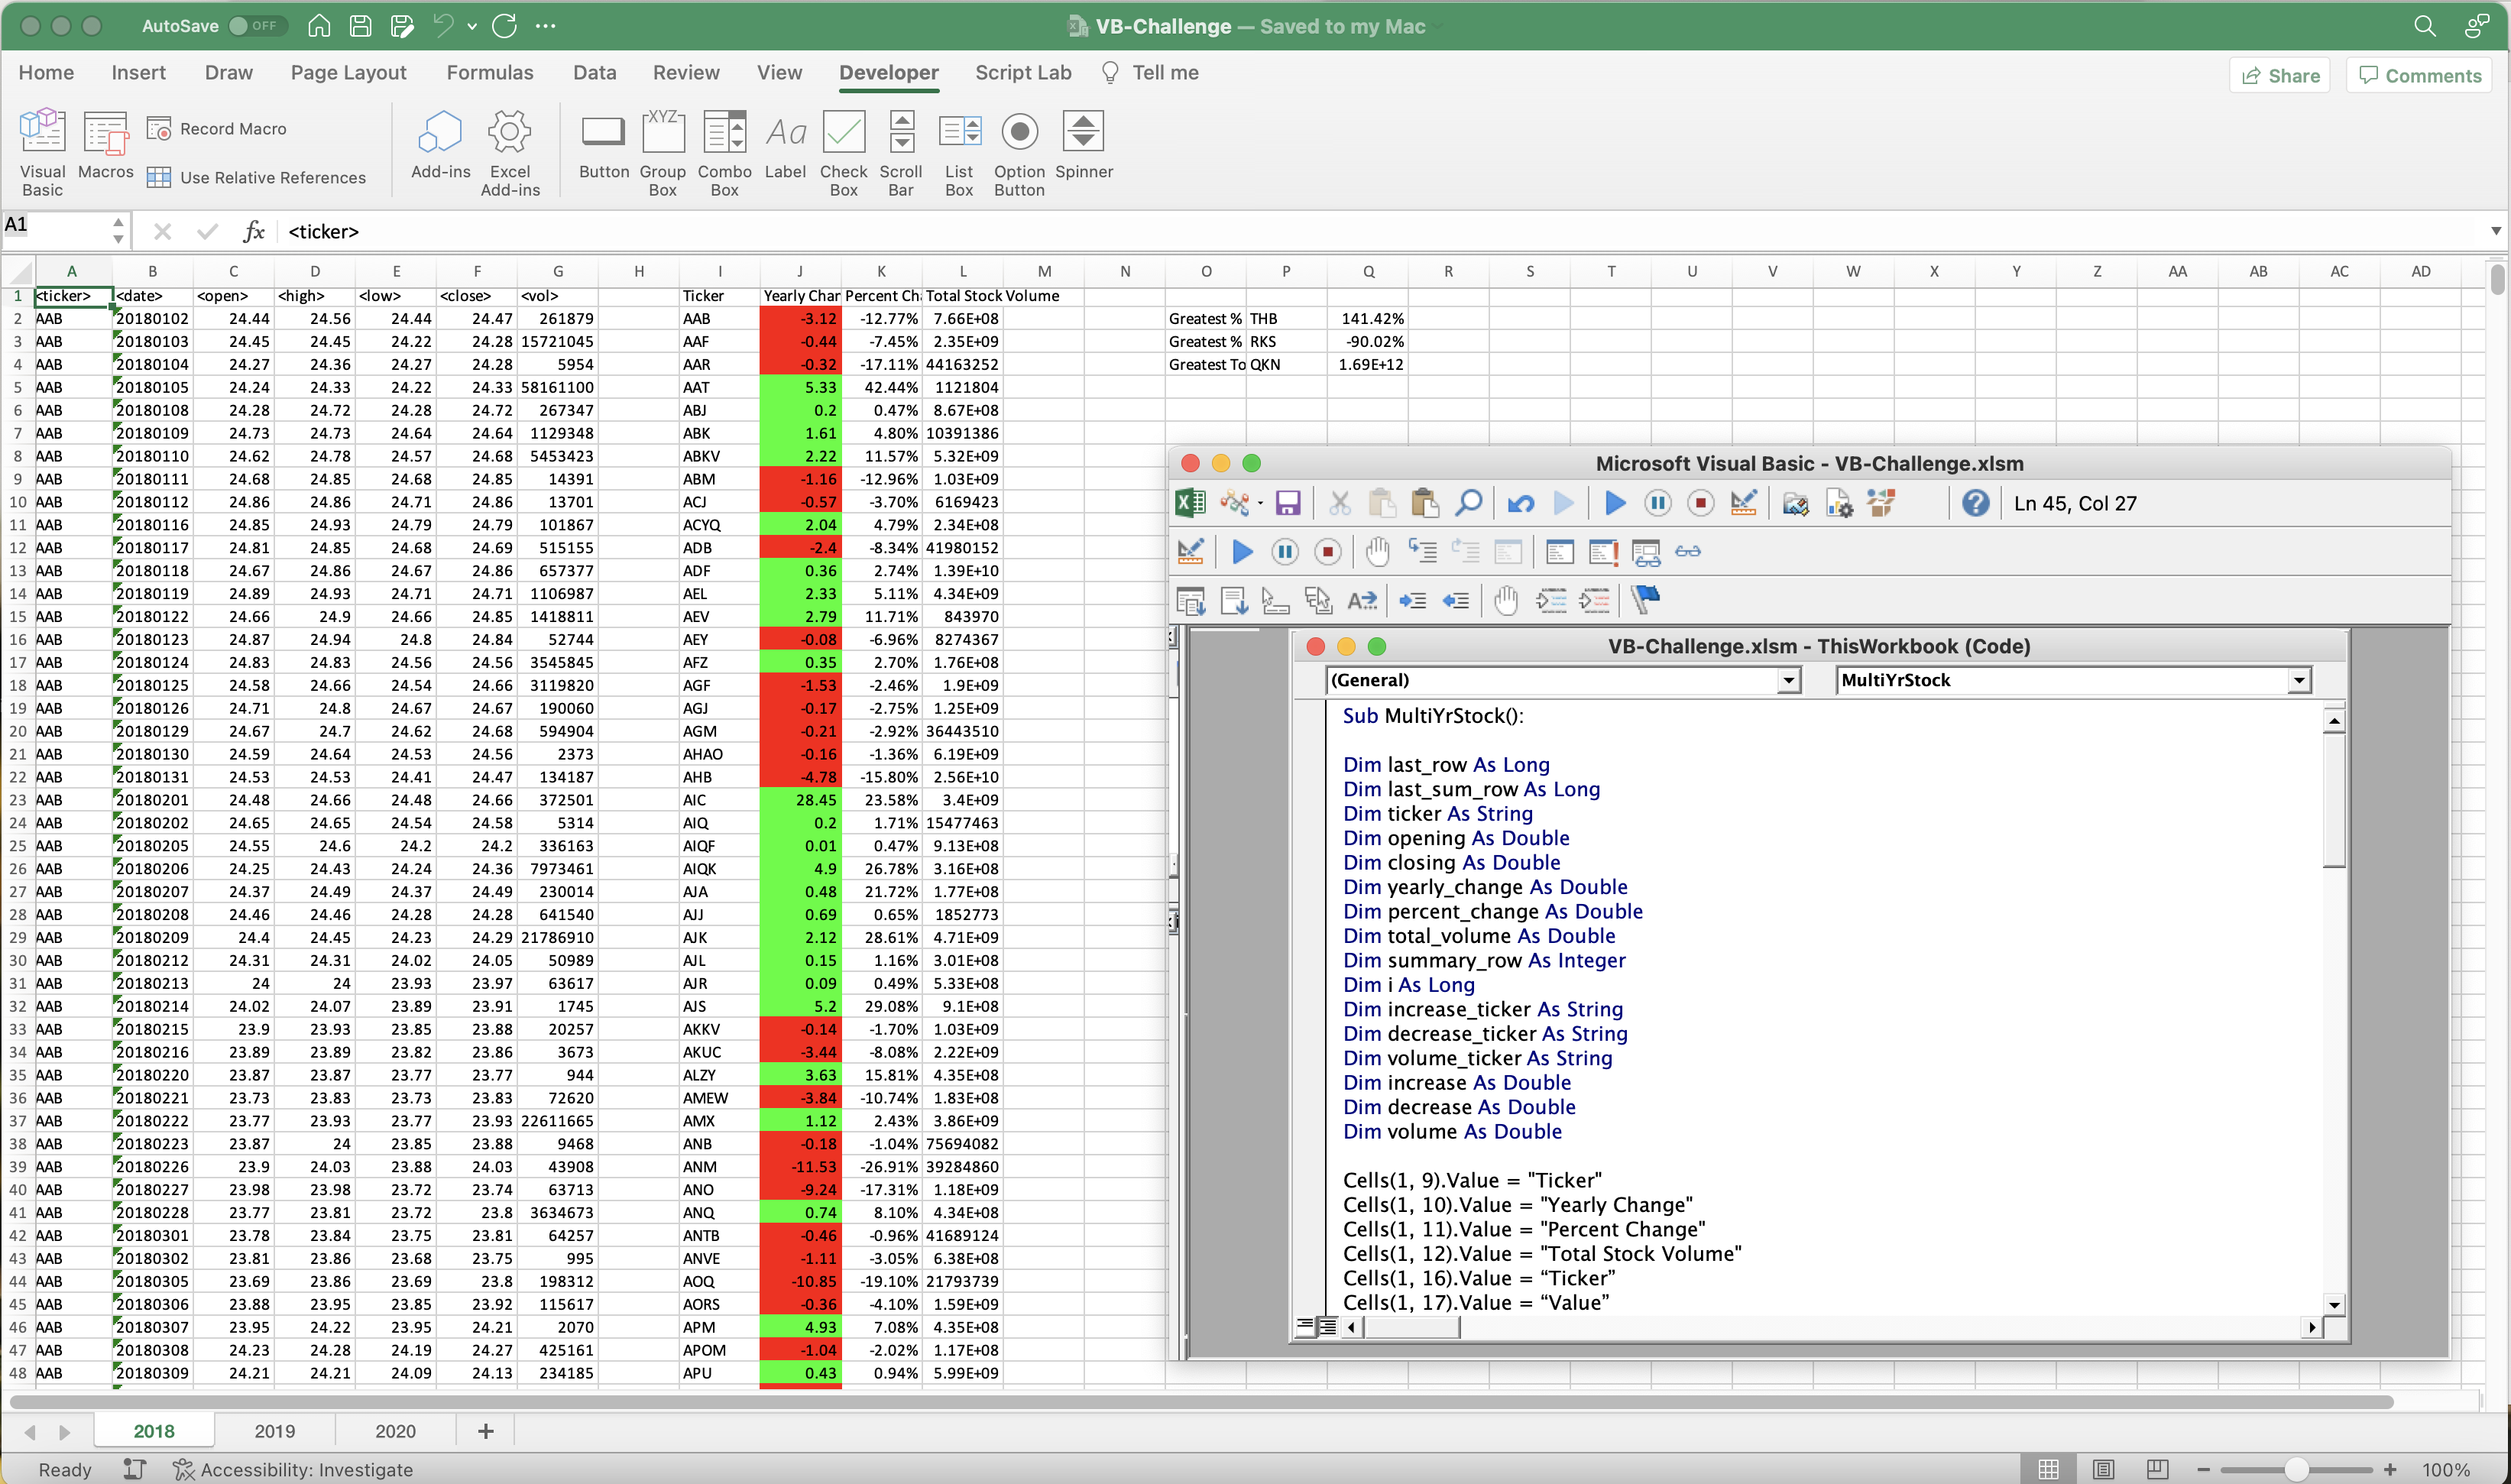 AutoSave OFF VB-Challenge — Saved to my Mac
Home Insert Draw Page Layout Formulas Data Review View Developer Script Lab Tell me Share Comments
Visual Basic Macros Record Macro Use Relative References Add-ins Excel Add-ins Button Group Box Combo Box Label Check Box Scroll Bar List Box Option Button Spinner
XYZ Aa
A1 fx <ticker>
A B C D E F G H I J K L M N O P Q R S T U V W X Y Z AA AB AC AD
1 <ticker> <date> <open> <high> <low> <close> <vol> Ticker Yearly Char Percent Ch Total Stock Volume
2 AAB 20180102 24.44 24.56 24.44 24.47 261879 AAB -3.12 -12.77% 7.66E+08 Greatest % THB 141.42%
3 AAB 20180103 24.45 24.45 24.22 24.28 15721045 AAF -0.44 -7.45% 2.35E+09 Greatest % RKS -90.02%
4 AAB 20180104 24.27 24.36 24.27 24.28 5954 AAR -0.32 -17.11% 44163252 Greatest To QKN 1.69E+12
5 AAB 20180105 24.24 24.33 24.22 24.33 58161100 AAT 5.33 42.44% 1121804
6 AAB 20180108 24.28 24.72 24.28 24.72 267347 ABJ 0.2 0.47% 8.67E+08
7 AAB 20180109 24.73 24.73 24.64 24.64 1129348 ABK 1.61 4.80% 10391386
8 AAB 20180110 24.62 24.78 24.57 24.68 5453423 ABKV 2.22 11.57% 5.32E+09
9 AAB 20180111 24.68 24.85 24.68 24.85 14391 ABM -1.16 -12.96% 1.03E+09
10 AAB 20180112 24.86 24.86 24.71 24.86 13701 ACJ -0.57 -3.70% 6169423
11 AAB 20180116 24.85 24.93 24.79 24.79 101867 ACYQ 2.04 4.79% 2.34E+08
12 AAB 20180117 24.81 24.85 24.68 24.69 515155 ADB -2.4 -8.34% 41980152
13 AAB 20180118 24.67 24.86 24.67 24.86 657377 ADF 0.36 2.74% 1.39E+10
14 AAB 20180119 24.89 24.93 24.71 24.71 1106987 AEL 2.33 5.11% 4.34E+09
15 AAB 20180122 24.66 24.9 24.66 24.85 1418811 AEV 2.79 11.71% 843970
16 AAB 20180123 24.87 24.94 24.8 24.84 52744 AEY -0.08 -6.96% 8274367
17 AAB 20180124 24.83 24.83 24.56 24.56 3545845 AFZ 0.35 2.70% 1.76E+08
18 AAB 20180125 24.58 24.66 24.54 24.66 3119820 AGF -1.53 -2.46% 1.9E+09
19 AAB 20180126 24.71 24.8 24.67 24.67 190060 AGJ -0.17 -2.75% 1.25E+09
20 AAB 20180129 24.67 24.7 24.62 24.68 594904 AGM -0.21 -2.92% 36443510
21 AAB 20180130 24.59 24.64 24.53 24.56 2373 AHAO -0.16 -1.36% 6.19E+09
22 AAB 20180131 24.53 24.53 24.41 24.47 134187 AHB -4.78 -15.80% 2.56E+10
23 AAB 20180201 24.48 24.66 24.48 24.66 372501 AIC 28.45 23.58% 3.4E+09
24 AAB 20180202 24.65 24.65 24.54 24.58 5314 AIQ 0.2 1.71% 15477463
25 AAB 20180205 24.55 24.6 24.2 24.2 336163 AIQF 0.01 0.47% 9.13E+08
26 AAB 20180206 24.25 24.43 24.24 24.36 7973461 AIQK 4.9 26.78% 3.16E+08
27 AAB 20180207 24.37 24.49 24.37 24.49 230014 AJA 0.48 21.72% 1.77E+08
28 AAB 20180208 24.46 24.46 24.28 24.28 641540 AJJ 0.69 0.65% 1852773
29 AAB 20180209 24.4 24.45 24.23 24.29 21786910 AJK 2.12 28.61% 4.71E+09
30 AAB 20180212 24.31 24.31 24.02 24.05 50989 AJL 0.15 1.16% 3.01E+08
31 AAB 20180213 24 24 23.93 23.97 63617 AJR 0.09 0.49% 5.33E+08
32 AAB 20180214 24.02 24.07 23.89 23.91 1745 AJS 5.2 29.08% 9.1E+08
33 AAB 20180215 23.9 23.93 23.85 23.88 20257 AKKV -0.14 -1.70% 1.03E+09
34 AAB 20180216 23.89 23.89 23.82 23.86 3673 AKUC -3.44 -8.08% 2.22E+09
35 AAB 20180220 23.87 23.87 23.77 23.77 944 ALZY 3.63 15.81% 4.35E+08
36 AAB 20180221 23.73 23.83 23.73 23.83 72620 AMEW -3.84 -10.74% 1.83E+08
37 AAB 20180222 23.77 23.93 23.77 23.93 22611665 AMX 1.12 2.43% 3.86E+09
38 AAB 20180223 23.87 24 23.85 23.88 9468 ANB -0.18 -1.04% 75694082
39 AAB 20180226 23.9 24.03 23.88 24.03 43908 ANM -11.53 -26.91% 39284860
40 AAB 20180227 23.98 23.98 23.72 23.74 63713 ANO -9.24 -17.31% 1.18E+09
41 AAB 20180228 23.77 23.81 23.72 23.8 3634673 ANQ 0.74 8.10% 4.34E+08
42 AAB 20180301 23.78 23.84 23.75 23.81 64257 ANTB -0.46 -0.96% 41689124
43 AAB 20180302 23.81 23.86 23.68 23.75 995 ANVE -1.11 -3.05% 6.38E+08
44 AAB 20180305 23.69 23.86 23.69 23.8 198312 AOQ -10.85 -19.10% 21793739
45 AAB 20180306 23.88 23.95 23.85 23.92 115617 AORS -0.36 -4.10% 1.59E+09
46 AAB 20180307 23.95 24.22 23.95 24.21 2070 APM 4.93 7.08% 4.35E+08
47 AAB 20180308 24.23 24.28 24.19 24.27 425161 APOM -1.04 -2.02% 1.17E+08
48 AAB 20180309 24.21 24.21 24.09 24.13 234185 APU 0.43 0.94% 5.99E+09
Microsoft Visual Basic - VB-Challenge.xlsm
Ln 45, Col 27
VB-Challenge.xlsm - ThisWorkbook (Code)
(General) MultiYrStock
Sub MultiYrStock():
Dim last_row As Long
Dim last_sum_row As Long
Dim ticker As String
Dim opening As Double
Dim closing As Double
Dim yearly_change As Double
Dim percent_change As Double
Dim total_volume As Double
Dim summary_row As Integer
Dim i As Long
Dim increase_ticker As String
Dim decrease_ticker As String
Dim volume_ticker As String
Dim increase As Double
Dim decrease As Double
Dim volume As Double
Cells(1, 9).Value = "Ticker"
Cells(1, 10).Value = "Yearly Change"
Cells(1, 11).Value = "Percent Change"
Cells(1, 12).Value = "Total Stock Volume"
Cells(1, 16).Value = “Ticker”
Cells(1, 17).Value = “Value”
2018 2019 2020 +
Ready Accessibility: Investigate 100%